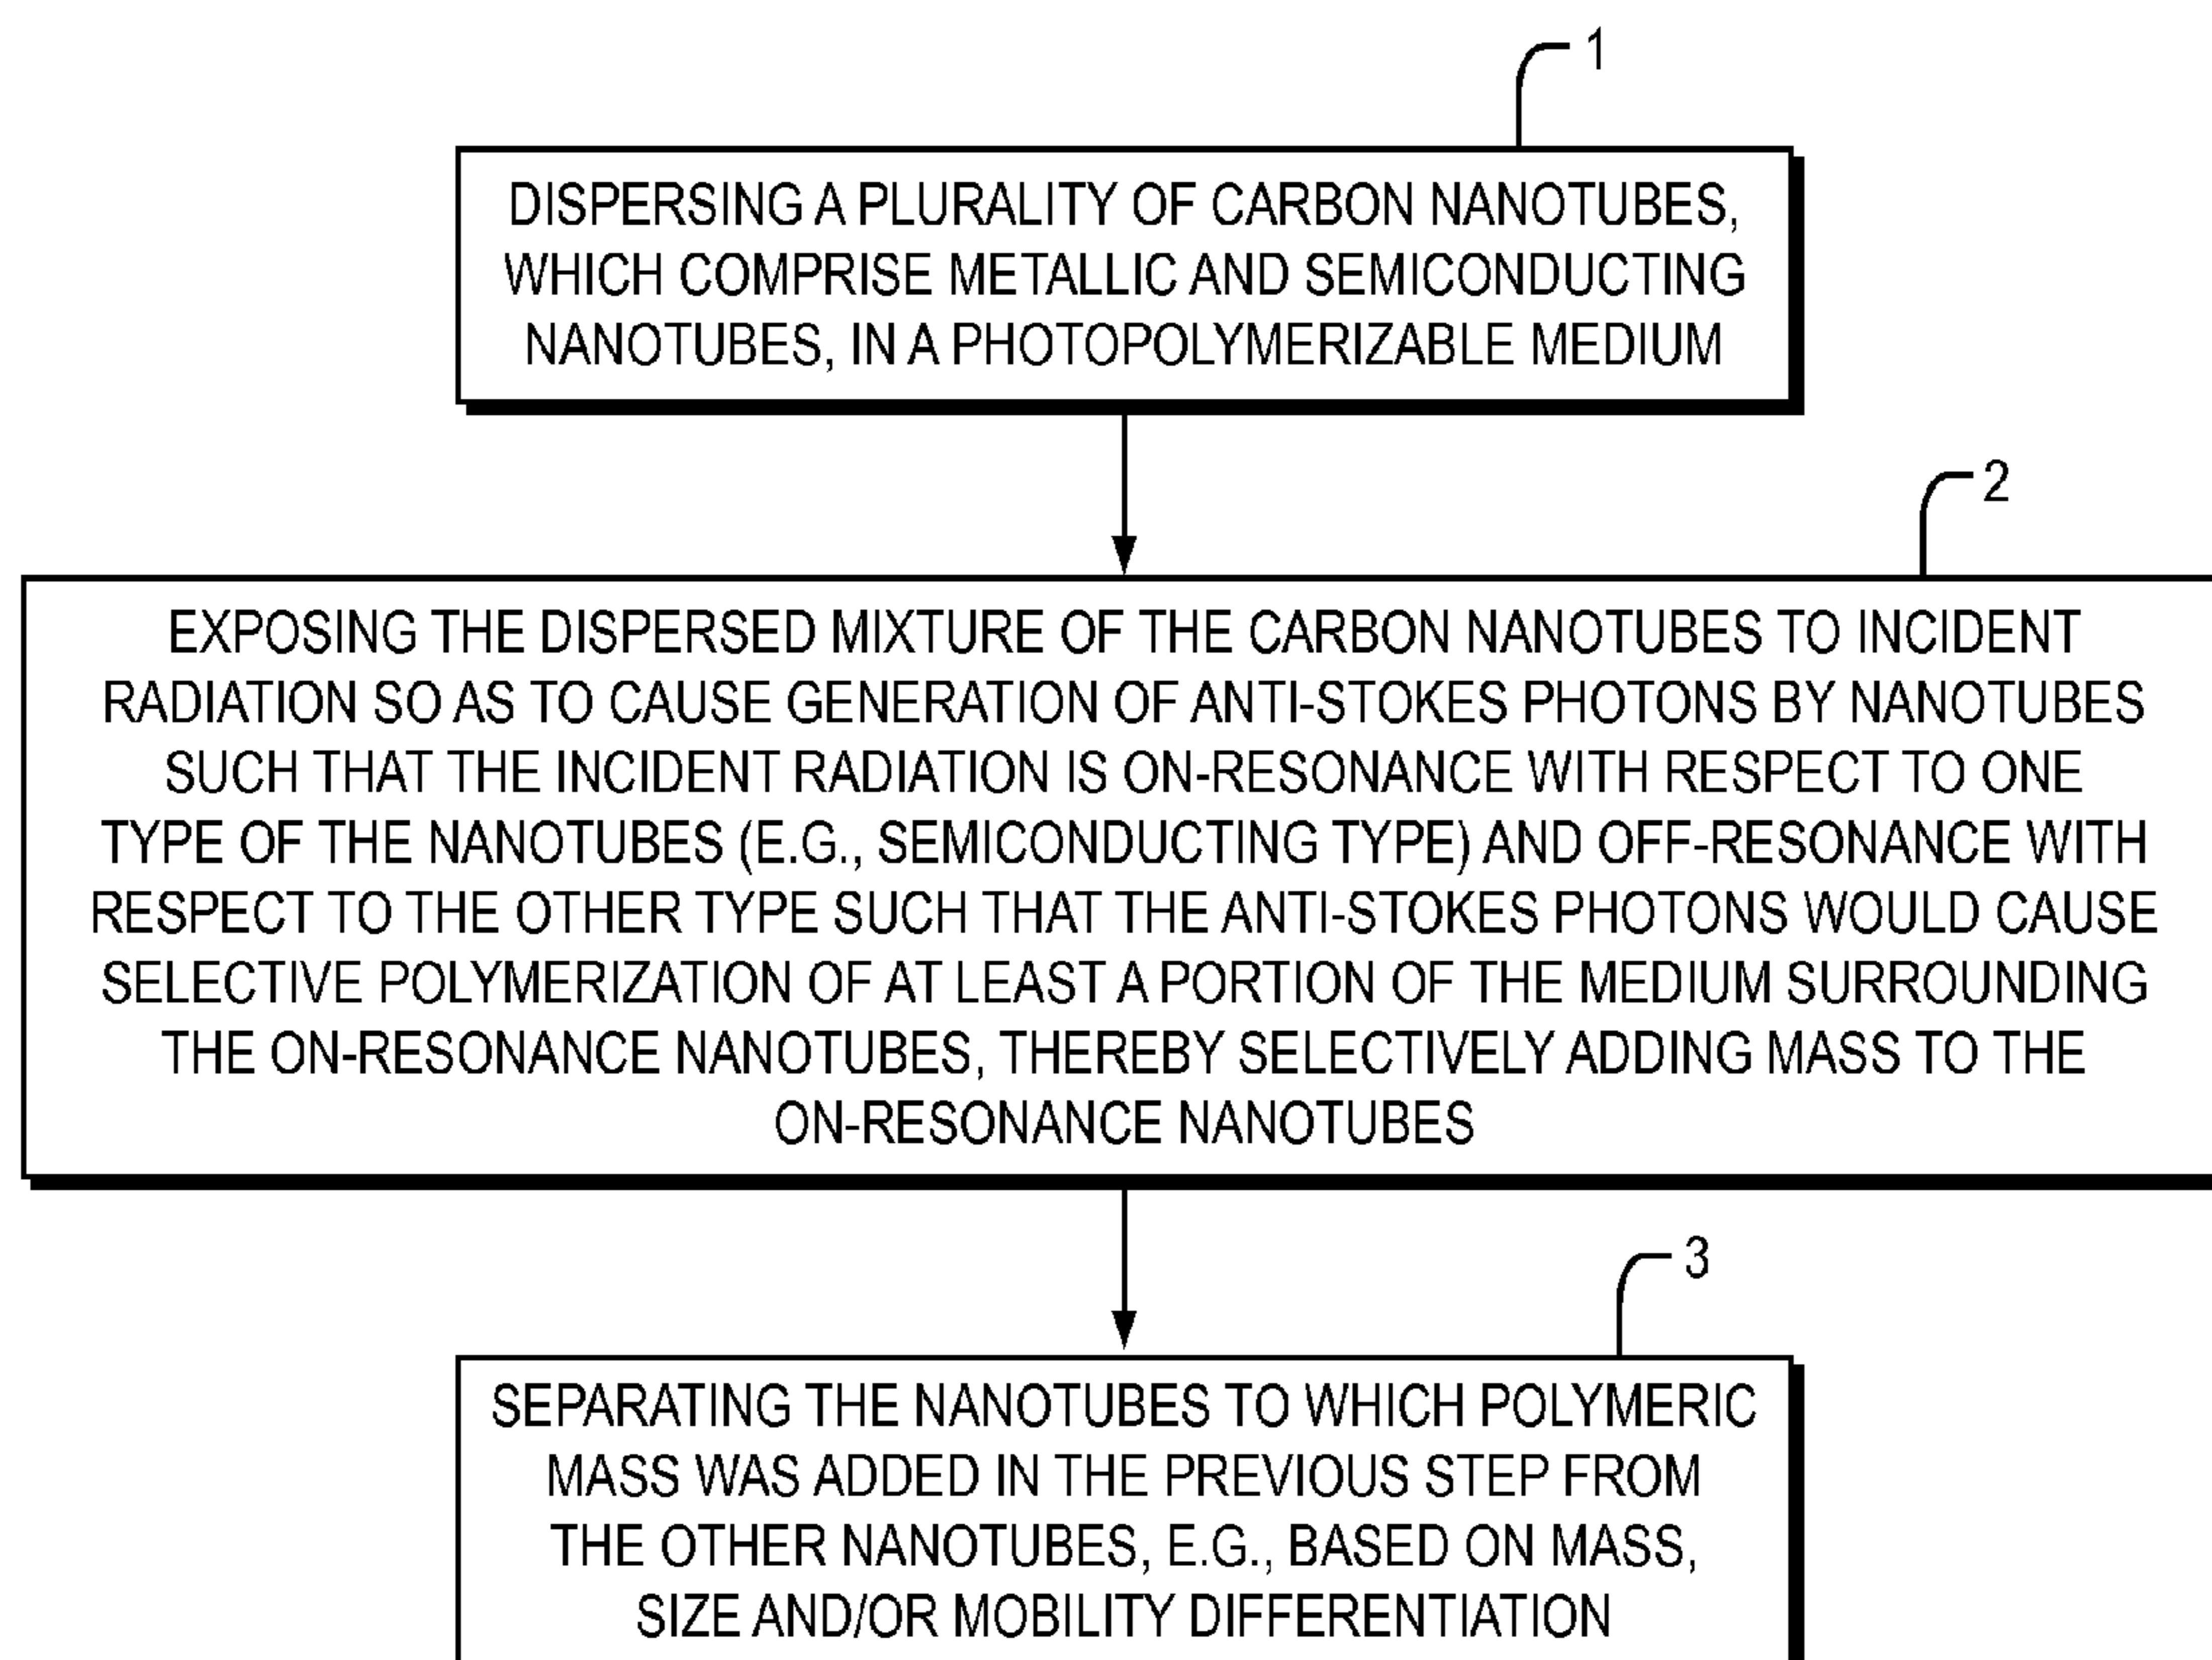 1
DISPERSING A PLURALITY OF CARBON NANOTUBES,
WHICH COMPRISE METALLIC AND SEMICONDUCTING
NANOTUBES, IN A PHOTOPOLYMERIZABLE MEDIUM
2
EXPOSING THE DISPERSED MIXTURE OF THE CARBON NANOTUBES TO INCIDENT
RADIATION SO AS TO CAUSE GENERATION OF ANTI-STOKES PHOTONS BY NANOTUBES
SUCH THAT THE INCIDENT RADIATION IS ON-RESONANCE WITH RESPECT TO ONE
TYPE OF THE NANOTUBES (E.G., SEMICONDUCTING TYPE) AND OFF-RESONANCE WITH
RESPECT TO THE OTHER TYPE SUCH THAT THE ANTI-STOKES PHOTONS WOULD CAUSE
SELECTIVE POLYMERIZATION OF AT LEAST A PORTION OF THE MEDIUM SURROUNDING
THE ON-RESONANCE NANOTUBES, THEREBY SELECTIVELY ADDING MASS TO THE
ON-RESONANCE NANOTUBES
3
SEPARATING THE NANOTUBES TO WHICH POLYMERIC
MASS WAS ADDED IN THE PREVIOUS STEP FROM
THE OTHER NANOTUBES, E.G., BASED ON MASS,
SIZE AND/OR MOBILITY DIFFERENTIATION